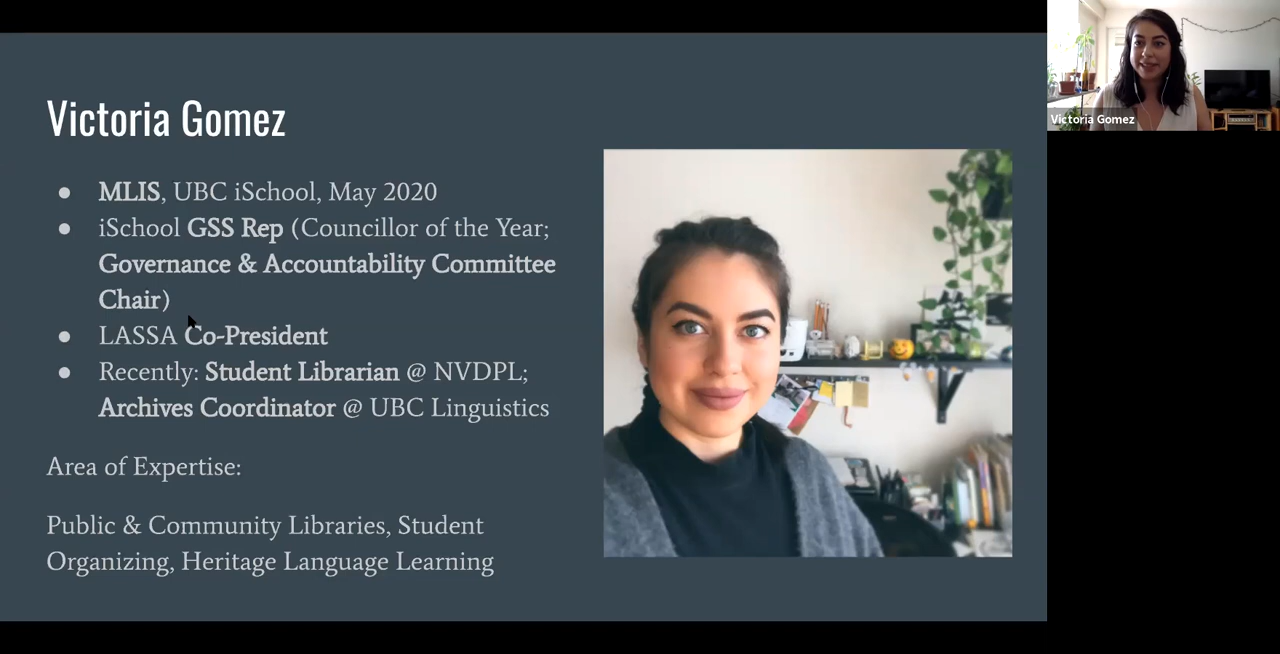 Victoria Gomez
● MLIS, UBC iSchool, May 2020
● iSchool GSS Rep (Councillor of the Year;
Governance & Accountability Committee
Chair)
● LASSA Co-President
● Recently: Student Librarian @ NVDPL;
Archives Coordinator @ UBC Linguistics
Area of Expertise:
Public & Community Libraries, Student
Organizing, Heritage Language Learning
Victoria Gomez